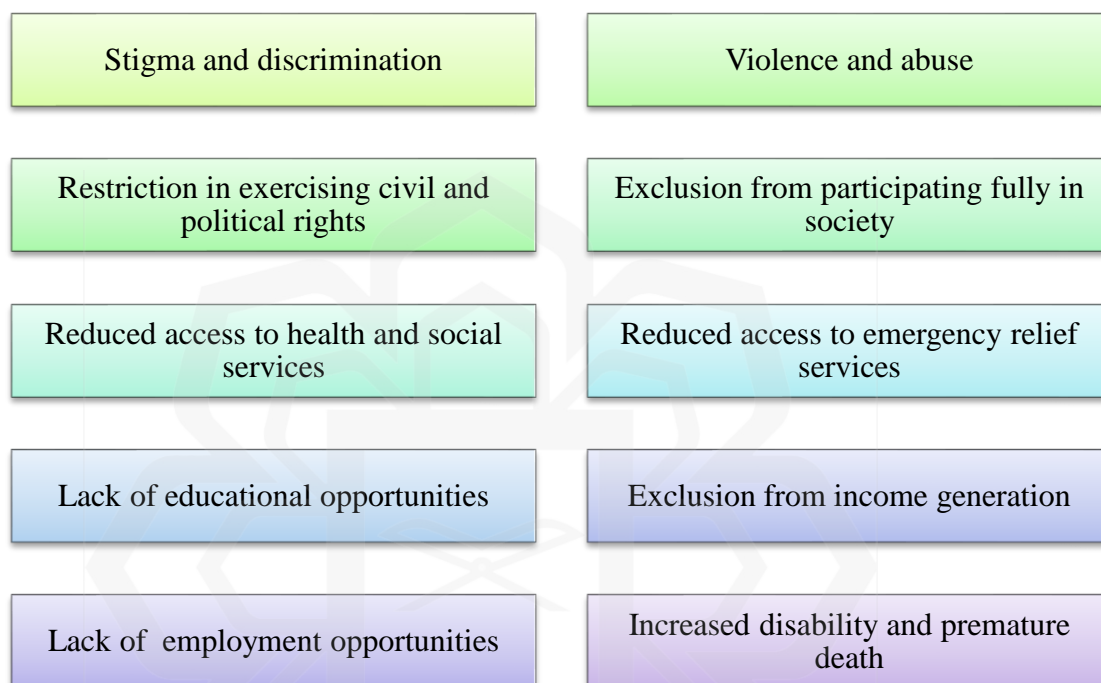 Stigma and discrimination
Violence and abuse
Restriction in exercising civil and
political rights
Exclusion from participating fully in
society
Reduced access to health and social
services
Reduced access to emergency relief
services
Lack of educational opportunities
Exclusion from income generation
Lack of employment opportunities
Increased disability and premature
death